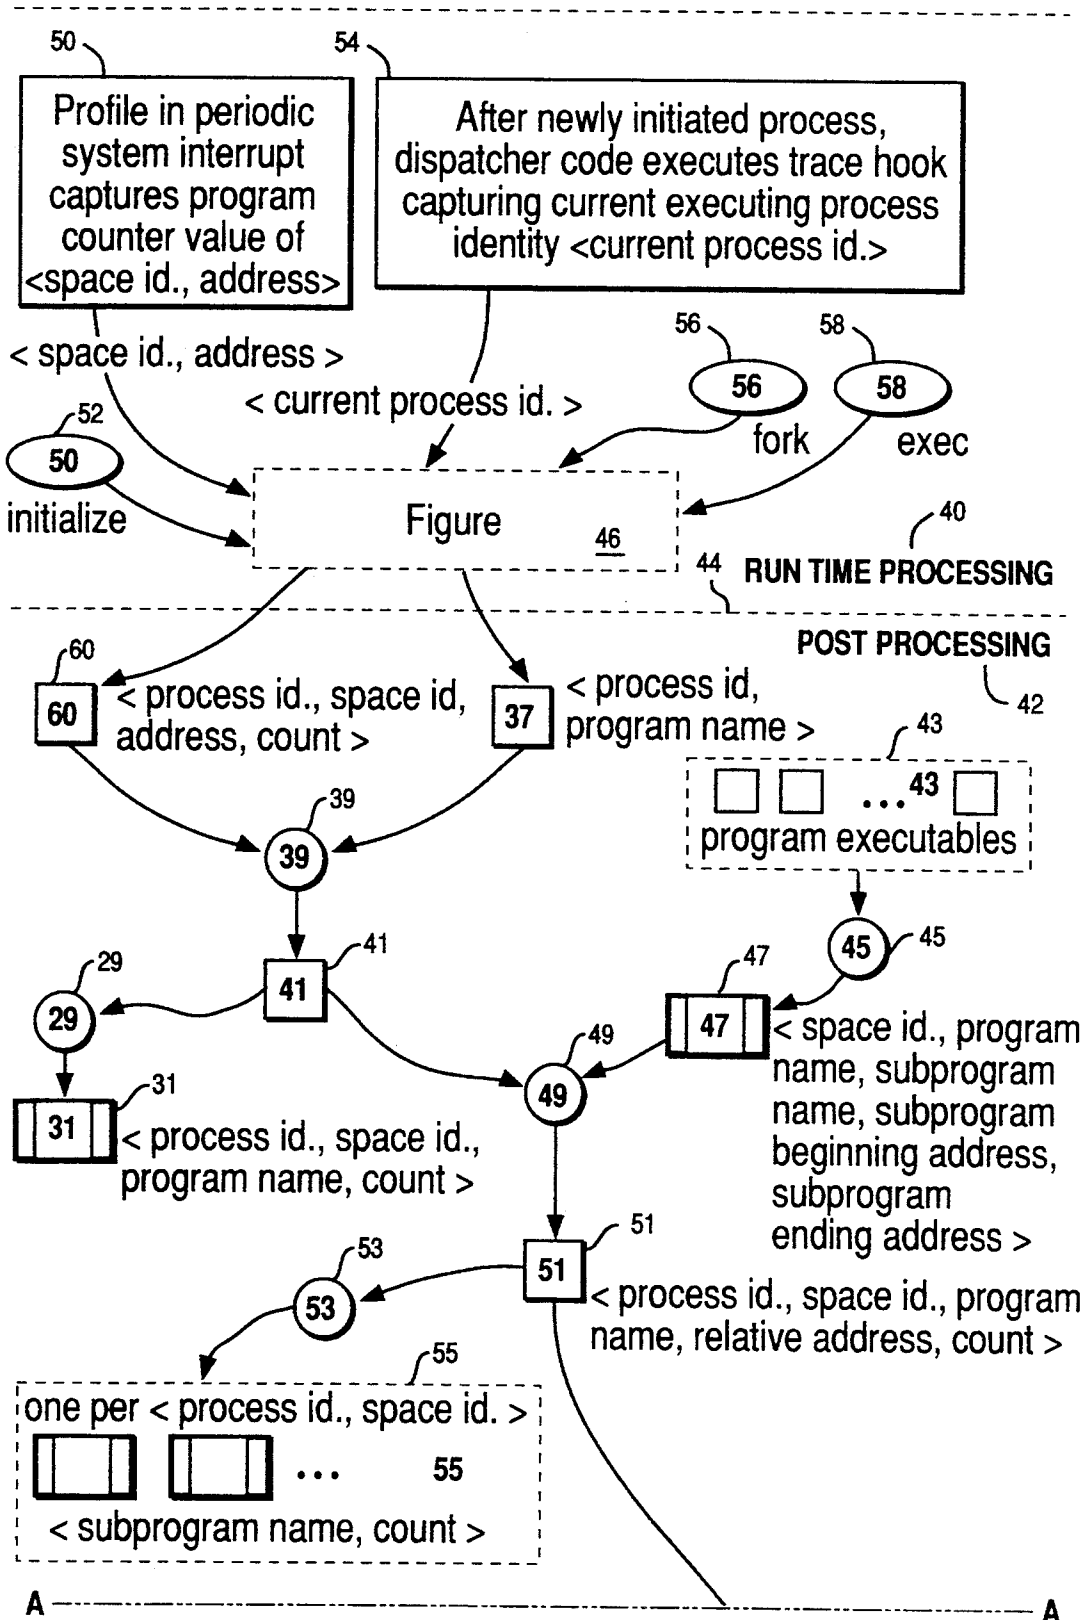 50
54
Profile in periodic
system interrupt
captures program
counter value of
<space id., address>
After newly initiated process,
dispatcher code executes trace hook
capturing current executing process
identity <current process id.>
< space id., address >
< current process id. >
56
58
56
58
fork
exec
52
50
initialize
Figure
46
40
44
RUN TIME PROCESSING
POST PROCESSING
42
60
60
< process id., space id,
address, count >
37
< process id,
program name >
43
... 43
program executables
39
39
45
45
41
41
29
29
47
47
< space id., program
name, subprogram
name, subprogram
beginning address,
subprogram
ending address >
49
49
31
31
< process id., space id.,
program name, count >
51
51
< process id., space id., program
name, relative address, count >
53
53
55
one per < process id., space id. >
... 55
< subprogram name, count >
A
A